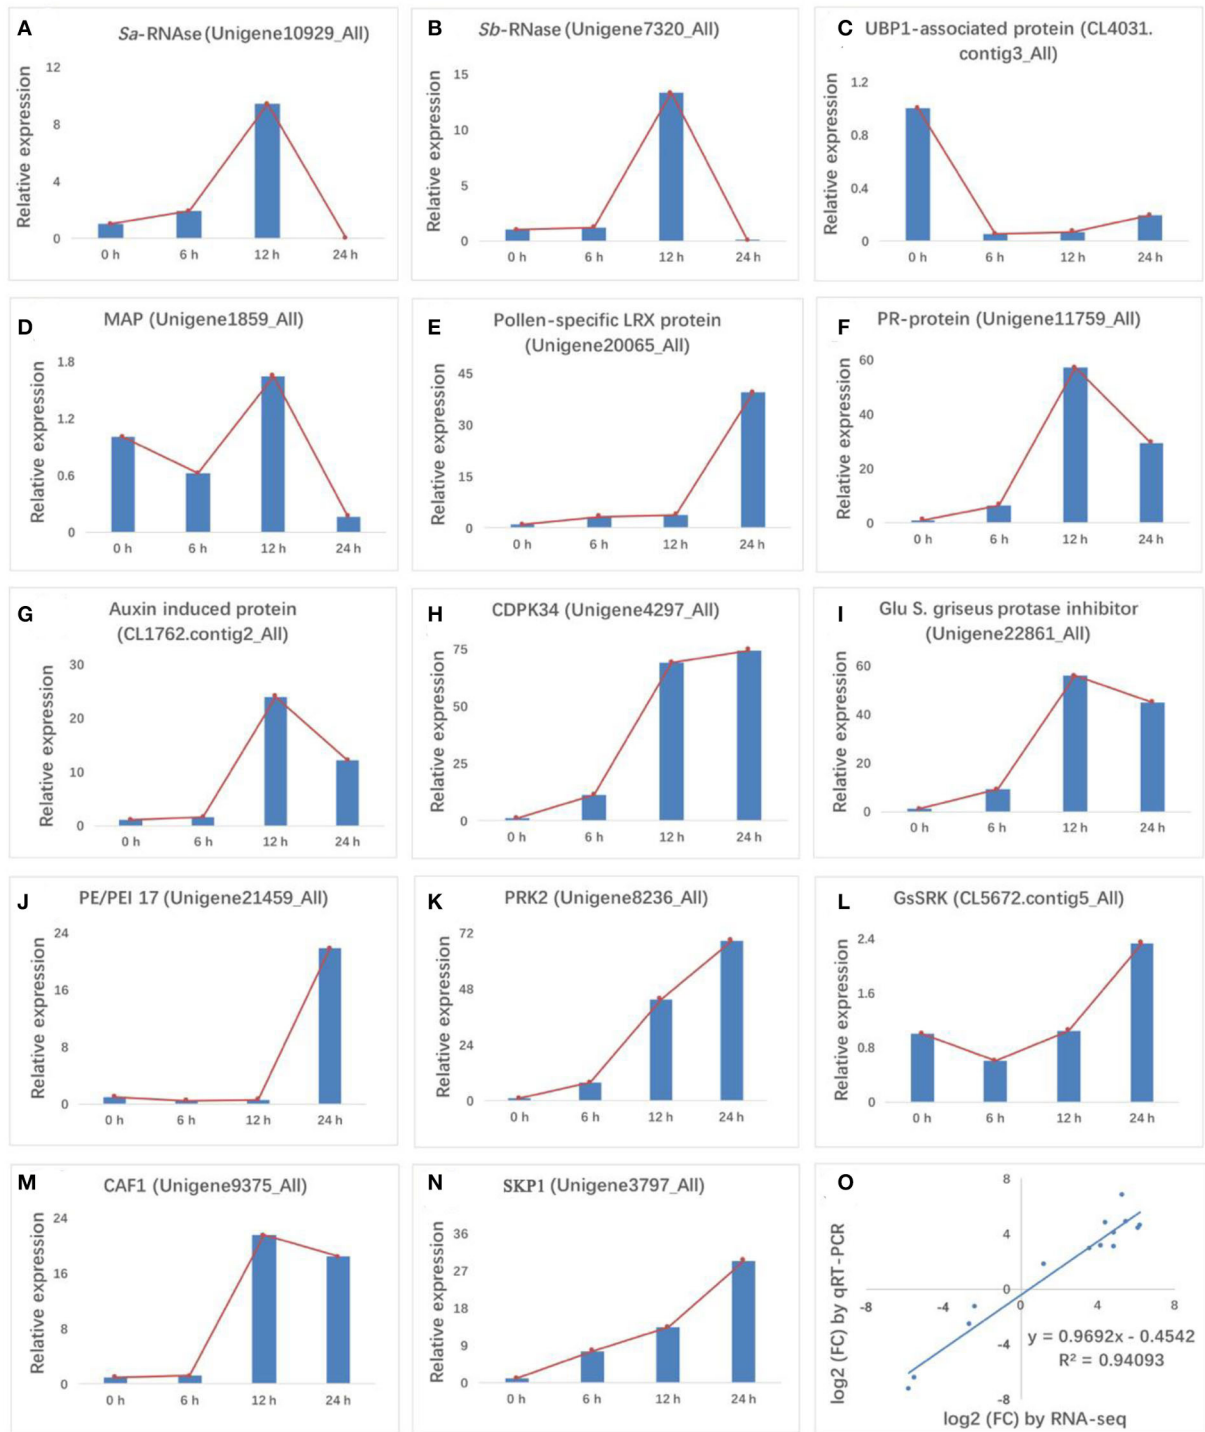 A
Sa-RNAse (Unigene10929_All)
Relative expression
12
8
4
0
0 h 6 h 12 h 24 h
B
Sb-RNase (Unigene7320_All)
Relative expression
15
10
5
0
0 h 6 h 12 h 24 h
C
UBP1-associated protein (CL4031.
contig3_All)
Relative expression
1.2
0.8
0.4
0
0 h 6 h 12 h 24 h
D
MAP (Unigene1859_All)
Relative expression
1.8
1.2
0.6
0
0 h 6 h 12 h 24 h
E
Pollen-specific LRX protein
(Unigene20065_All)
Relative expression
45
30
15
0
0 h 6 h 12 h 24 h
F
PR-protein (Unigene11759_All)
Relative expression
60
40
20
0
0 h 6 h 12 h 24 h
G
Auxin induced protein
(CL1762.contig2_All)
Relative expression
30
20
10
0
0 h 6 h 12 h 24 h
H
CDPK34 (Unigene4297_All)
Relative expression
75
50
25
0
0 h 6 h 12 h 24 h
I
Glu S. griseus protase inhibitor
(Unigene22861_All)
Relative expression
60
40
20
0
0 h 6 h 12 h 24 h
J
PE/PEI 17 (Unigene21459_All)
Relative expression
24
16
8
0
0 h 6 h 12 h 24 h
K
PRK2 (Unigene8236_All)
Relative expression
72
48
24
0
0 h 6 h 12 h 24 h
L
GsSRK (CL5672.contig5_All)
Relative expression
2.4
1.6
0.8
0
0 h 6 h 12 h 24 h
M
CAF1 (Unigene9375_All)
Relative expression
24
16
8
0
0 h 6 h 12 h 24 h
N
SKP1 (Unigene3797_All)
Relative expression
36
27
18
9
0
0 h 6 h 12 h 24 h
O
log2 (FC) by qRT-PCR
8
4
0
-8 -4 0 4 8
-4
-8
y = 0.9692x - 0.4542
R² = 0.94093
log2 (FC) by RNA-seq